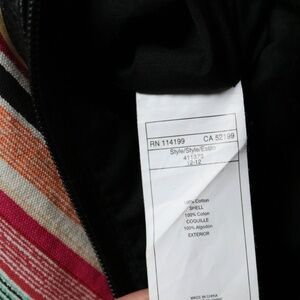 RN 114199 CA 52199
Style/Style/Estilo
12-12
100% Cotton
SHELL
100% Coton
COQUILLE
100% Algodon
EXTERIOR
MADE IN CHINA